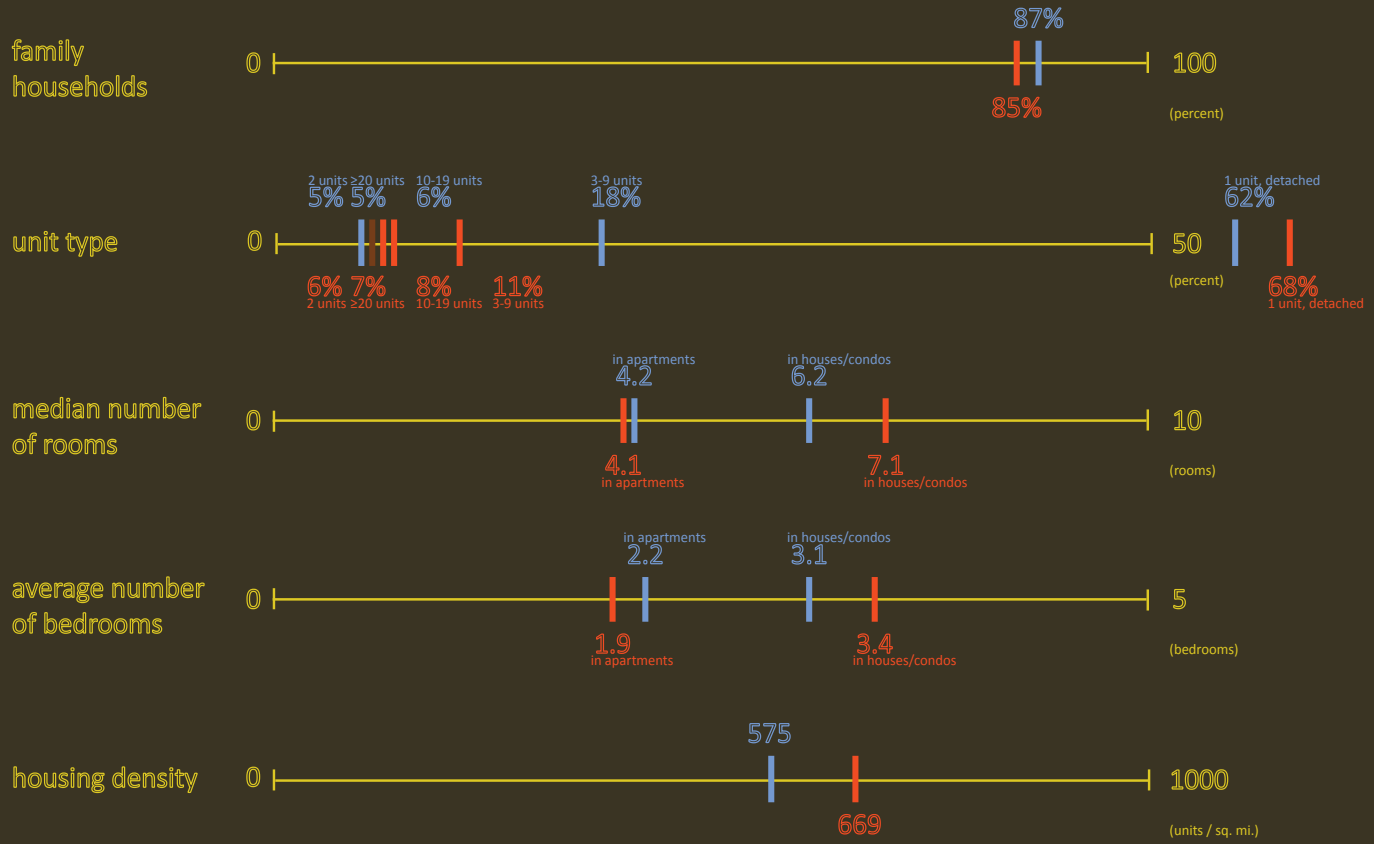 87%
family
households
0
100
85%
(percent)
2 units ≥20 units 10-19 units 3-9 units 1 unit, detached
5% 5% 6% 18% 62%
unit type
0
50
(percent)
6% 7% 8% 11% 68%
2 units ≥20 units 10-19 units 3-9 units 1 unit, detached
in apartments in houses/condos
4.2 6.2
median number
of rooms
0
10
4.1 7.1
(rooms)
in apartments in houses/condos
in apartments in houses/condos
2.2 3.1
average number
of bedrooms
0
5
1.9 3.4
(bedrooms)
in apartments in houses/condos
575
housing density
0
1000
669
(units / sq. mi.)